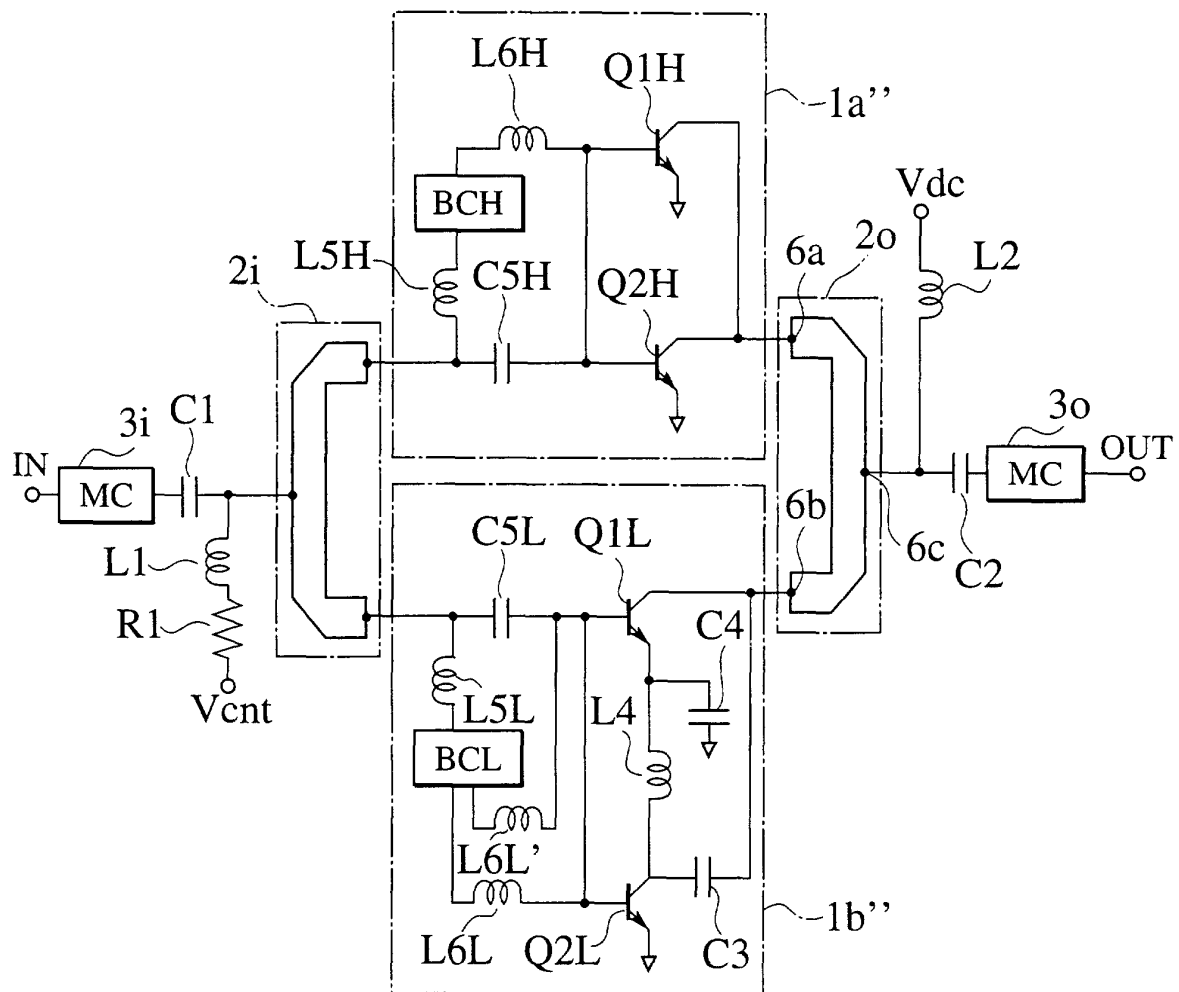 L6H
Q1H
1a’’
BCH
Vdc
L5H
C5H
Q2H
6a
2o
L2
2i
C1
3i
IN
MC
3o
OUT
MC
6b
6c
C2
C5L
Q1L
L1
R1
Vcnt
C4
L5L
L4
BCL
L6L’
L6L
Q2L
C3
1b’’